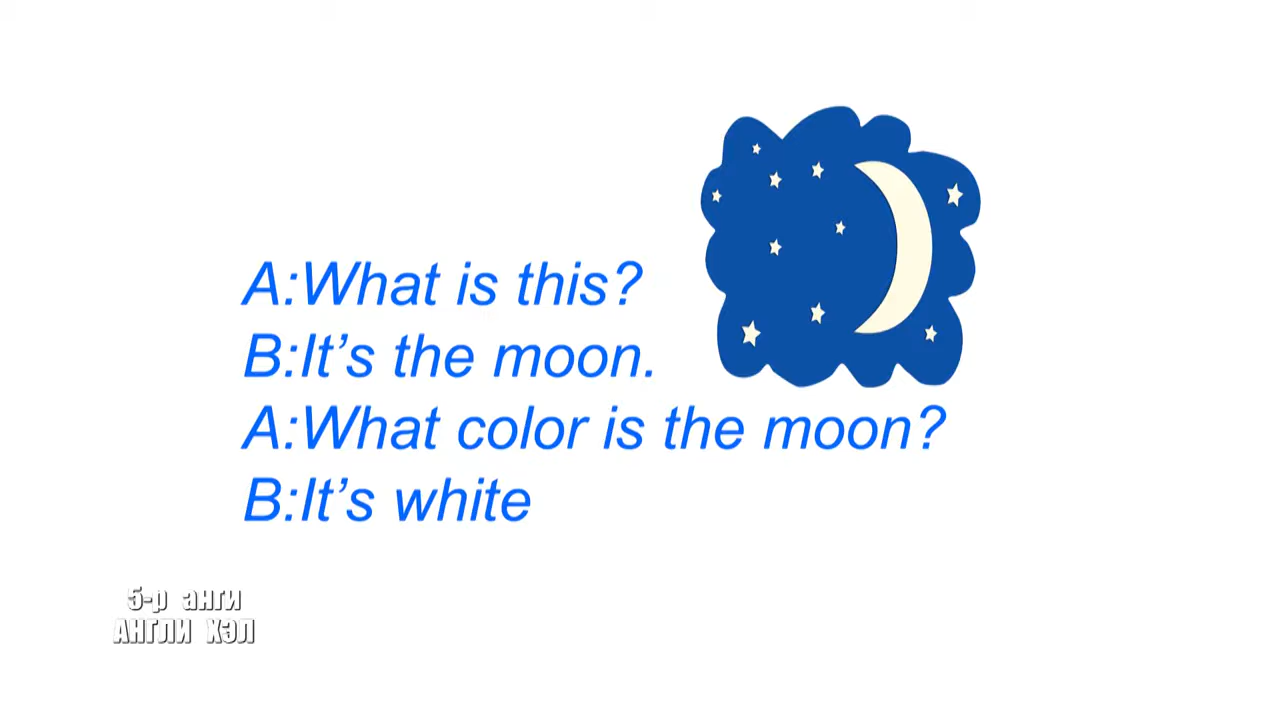 A:What is this?
B:It’s the moon.
A:What color is the moon?
B:It’s white
5-р анги
АНГЛИ ХЭЛ